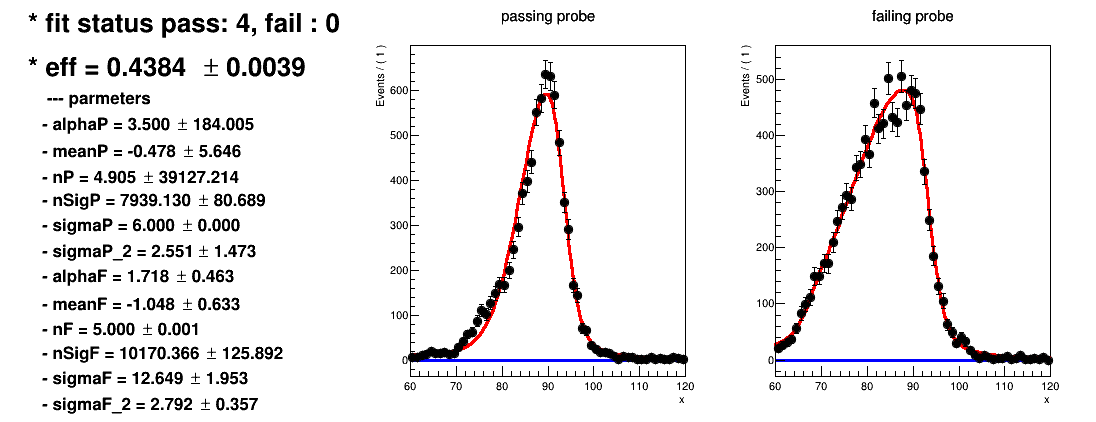 * fit status pass: 4, fail : 0
* eff = 0.4384 ± 0.0039
--- parmeters
- alphaP = 3.500 ± 184.005
- meanP = -0.478 ± 5.646
- nP = 4.905 ± 39127.214
- nSigP = 7939.130 ± 80.689
- sigmaP = 6.000 ± 0.000
- sigmaP_2 = 2.551 ± 1.473
- alphaF = 1.718 ± 0.463
- meanF = -1.048 ± 0.633
- nF = 5.000 ± 0.001
- nSigF = 10170.366 ± 125.892
- sigmaF = 12.649 ± 1.953
- sigmaF_2 = 2.792 ± 0.357
passing probe
Events / ( 1 )
600
500
400
300
200
100
0
60 70 80 90 100 110 120
x
failing probe
Events / ( 1 )
500
400
300
200
100
0
60 70 80 90 100 110 120
x